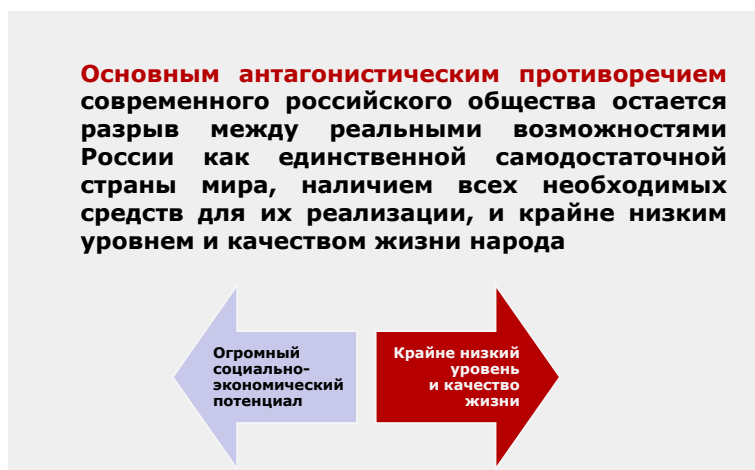 Основным антагонистическим противоречием
современного российского общества остается
разрыв между реальными возможностями
России как единственной самодостаточной
страны мира, наличием всех необходимых
средств для их реализации, и крайне низким
уровнем и качеством жизни народа
Огромный
социально-
экономический
потенциал
Крайне низкий
уровень
и качество
жизни